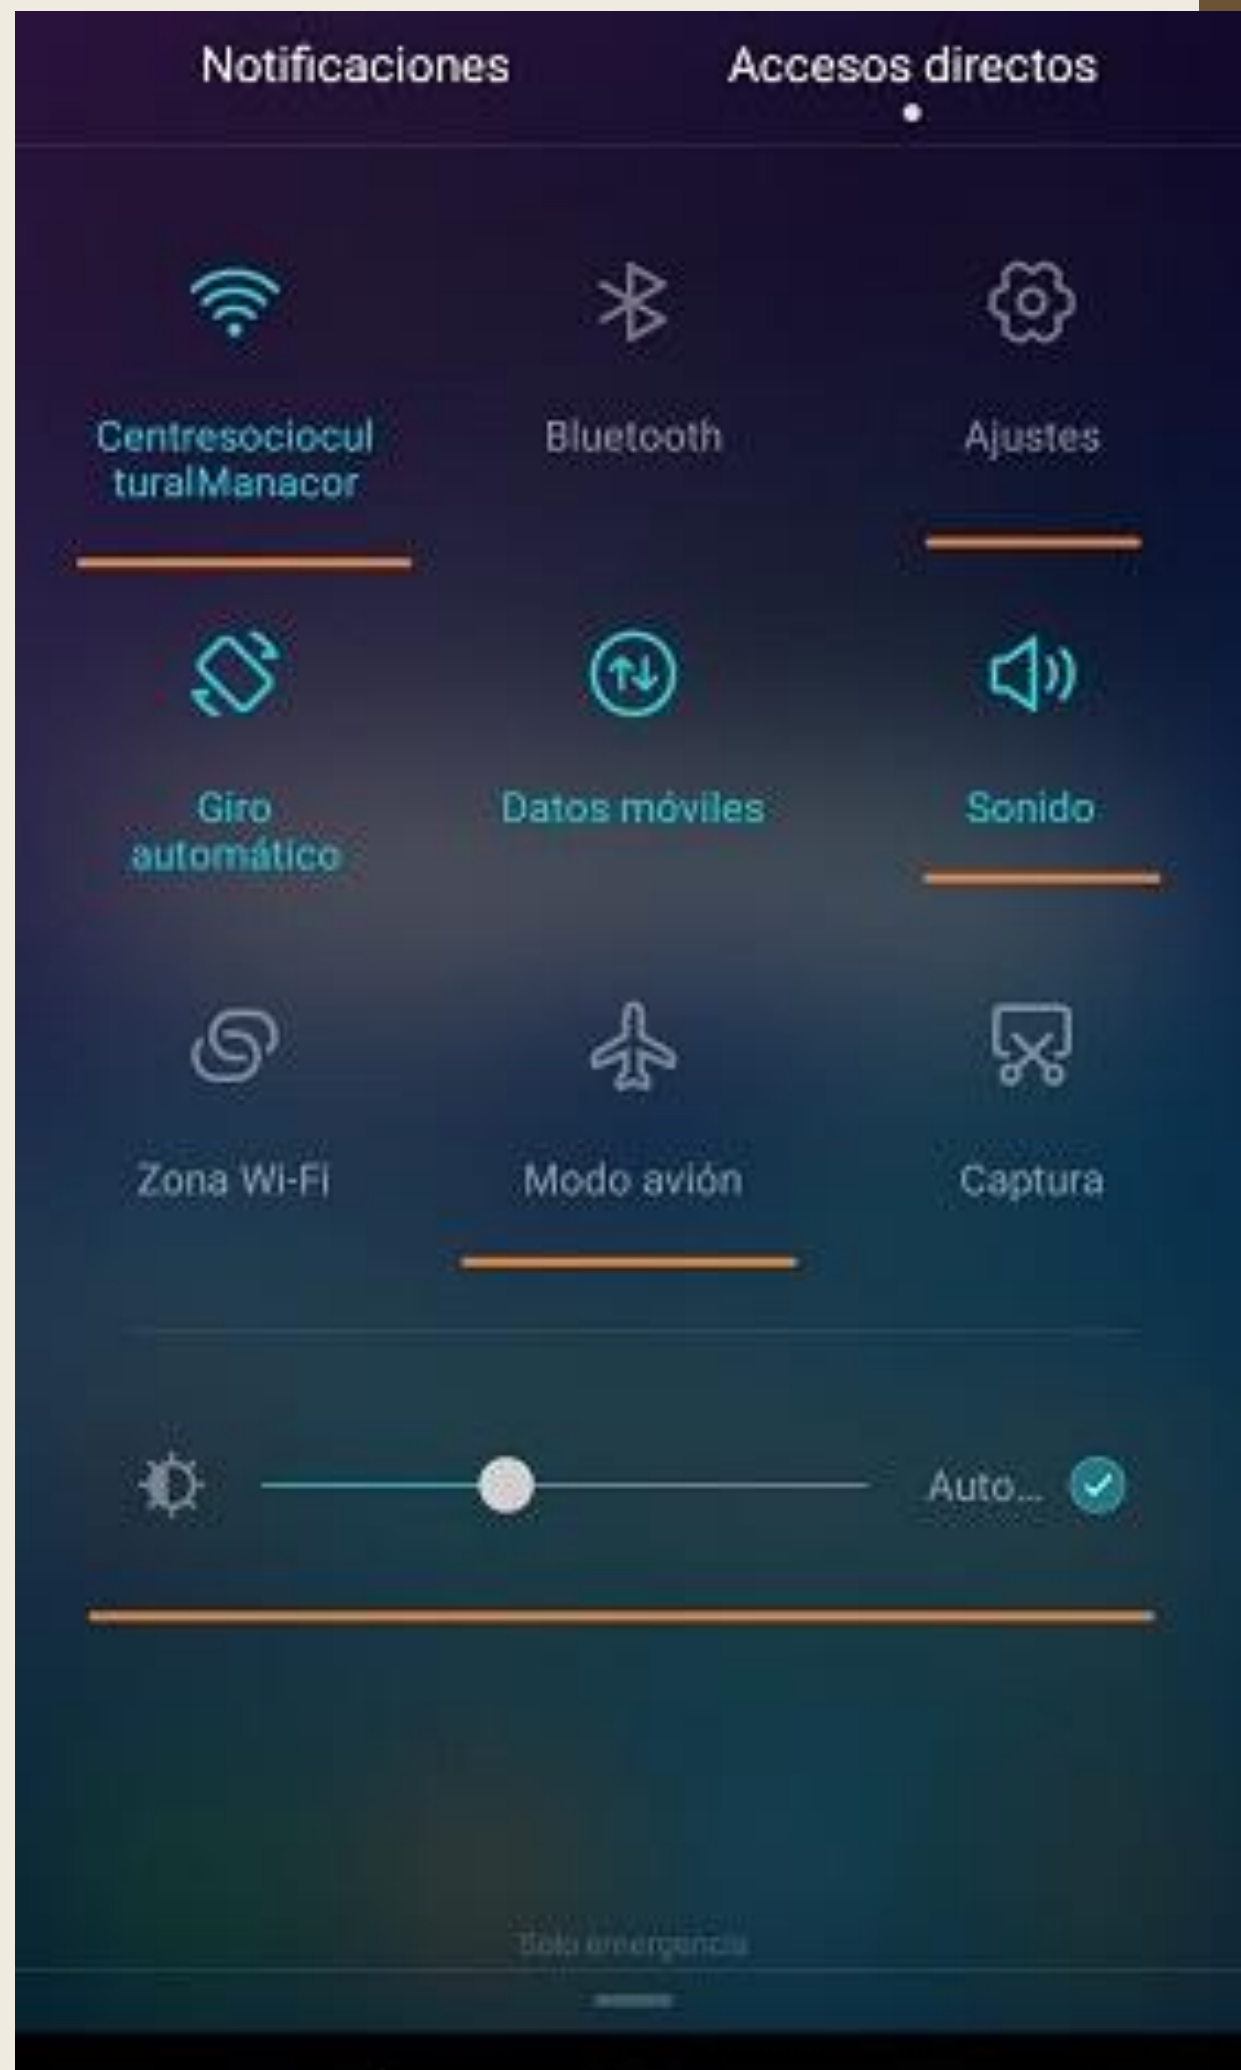 Notificaciones Accesos directos
Centresociocul
turalManacor
Bluetooth
Ajustes
Giro
automático
Datos móviles
Sonido
Zona Wi-Fi
Modo avión
Captura
Auto...
Solo emergencia